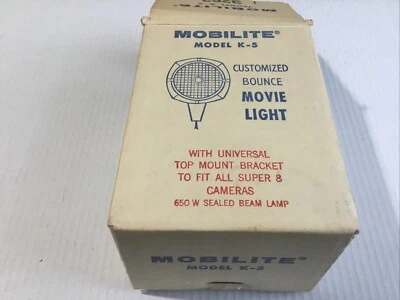 MOBILITE
MOBILITE®
MODEL K-5
CUSTOMIZED
BOUNCE
MOVIE
LIGHT
WITH UNIVERSAL
TOP MOUNT BRACKET
TO FIT ALL SUPER 8
CAMERAS
650 W SEALED BEAM LAMP
MOBILITE®
MODEL K-5